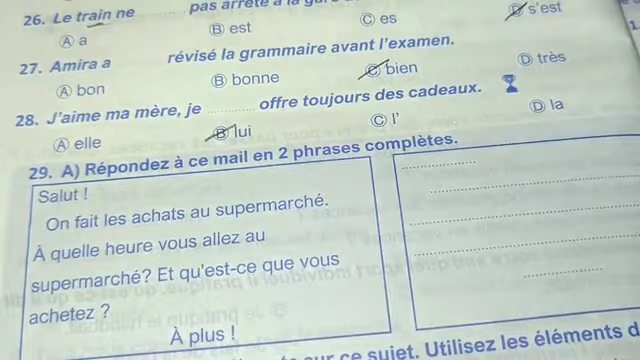 26. Le train ne .......... pas arrêté à la
Ⓐ a Ⓑ est Ⓒ es Ⓓ s'est
27. Amira a révisé la grammaire avant l'examen.
Ⓐ bon Ⓑ bonne Ⓒ bien Ⓓ très
28. J'aime ma mère, je .......... offre toujours des cadeaux.
Ⓐ elle Ⓑ lui Ⓒ l' Ⓓ la
29. A) Répondez à ce mail en 2 phrases complètes.
Salut !
On fait les achats au supermarché.
À quelle heure vous allez au
supermarché? Et qu'est-ce que vous
achetez ?
À plus !
sur ce sujet. Utilisez les éléments d
1.